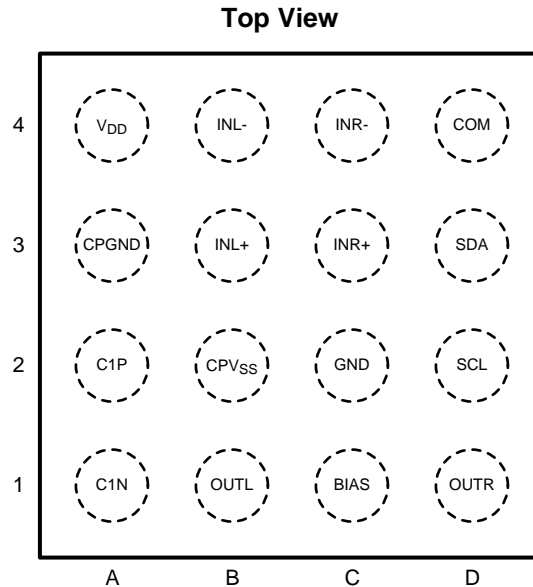 Top View
4 VDD INL- INR- COM
3 CPGND INL+ INR+ SDA
2 C1P CPVSS GND SCL
1 C1N OUTL BIAS OUTR
A B C D